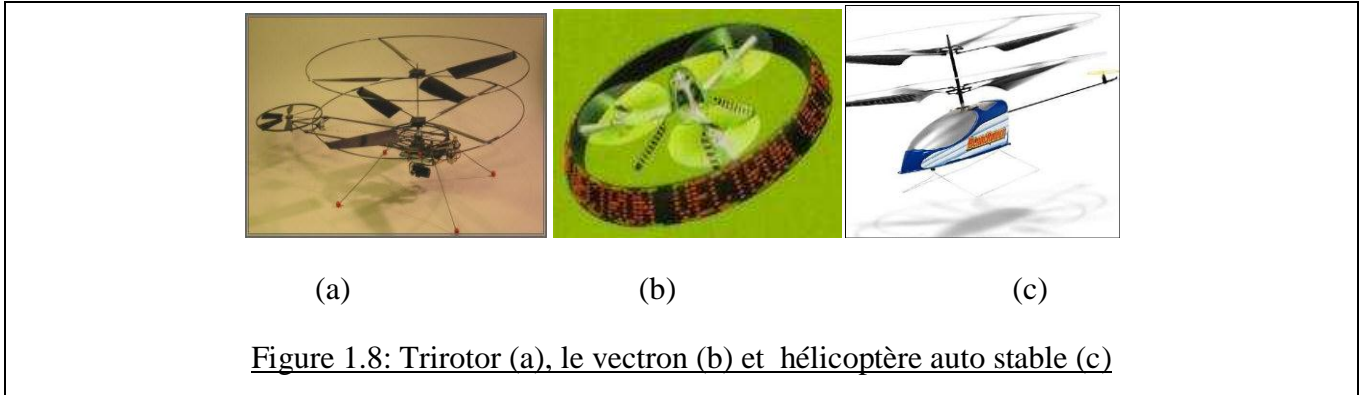 (a) (b) (c)
Figure 1.8: Trirotor (a), le vectron (b) et hélicoptère auto stable (c)